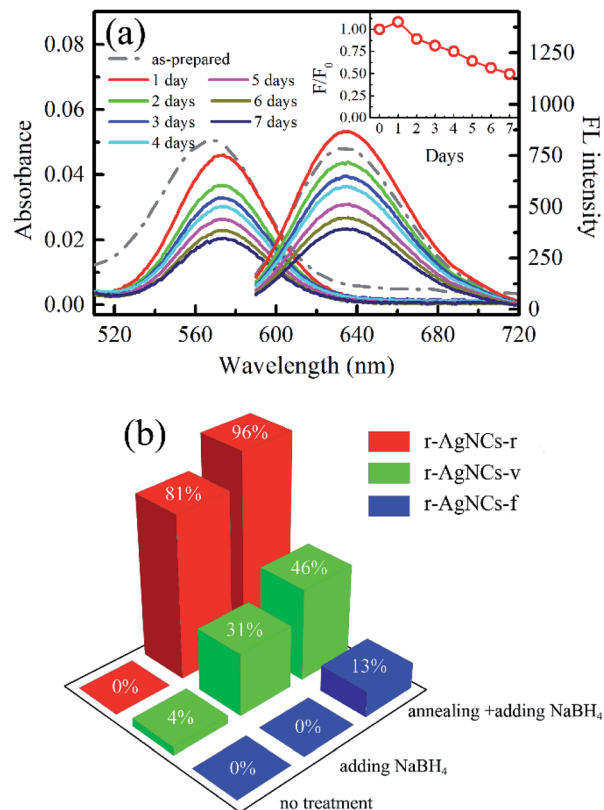 (a)
as-prepared
1 day
2 days
3 days
4 days
5 days
6 days
7 days
Absorbance
0.08
0.06
0.04
0.02
0.00
520 560 600 640 680 720
Wavelength (nm)
FL intensity
1250
1000
750
500
250
0
F/F₀
1.00
0.75
0.50
0.25
0.00
0 1 2 3 4 5 6 7
Days
(b)
r-AgNCs-r
r-AgNCs-v
r-AgNCs-f
96%
81%
46%
31%
0%
13%
4%
0%
0%
annealing +adding NaBH₄
adding NaBH₄
no treatment